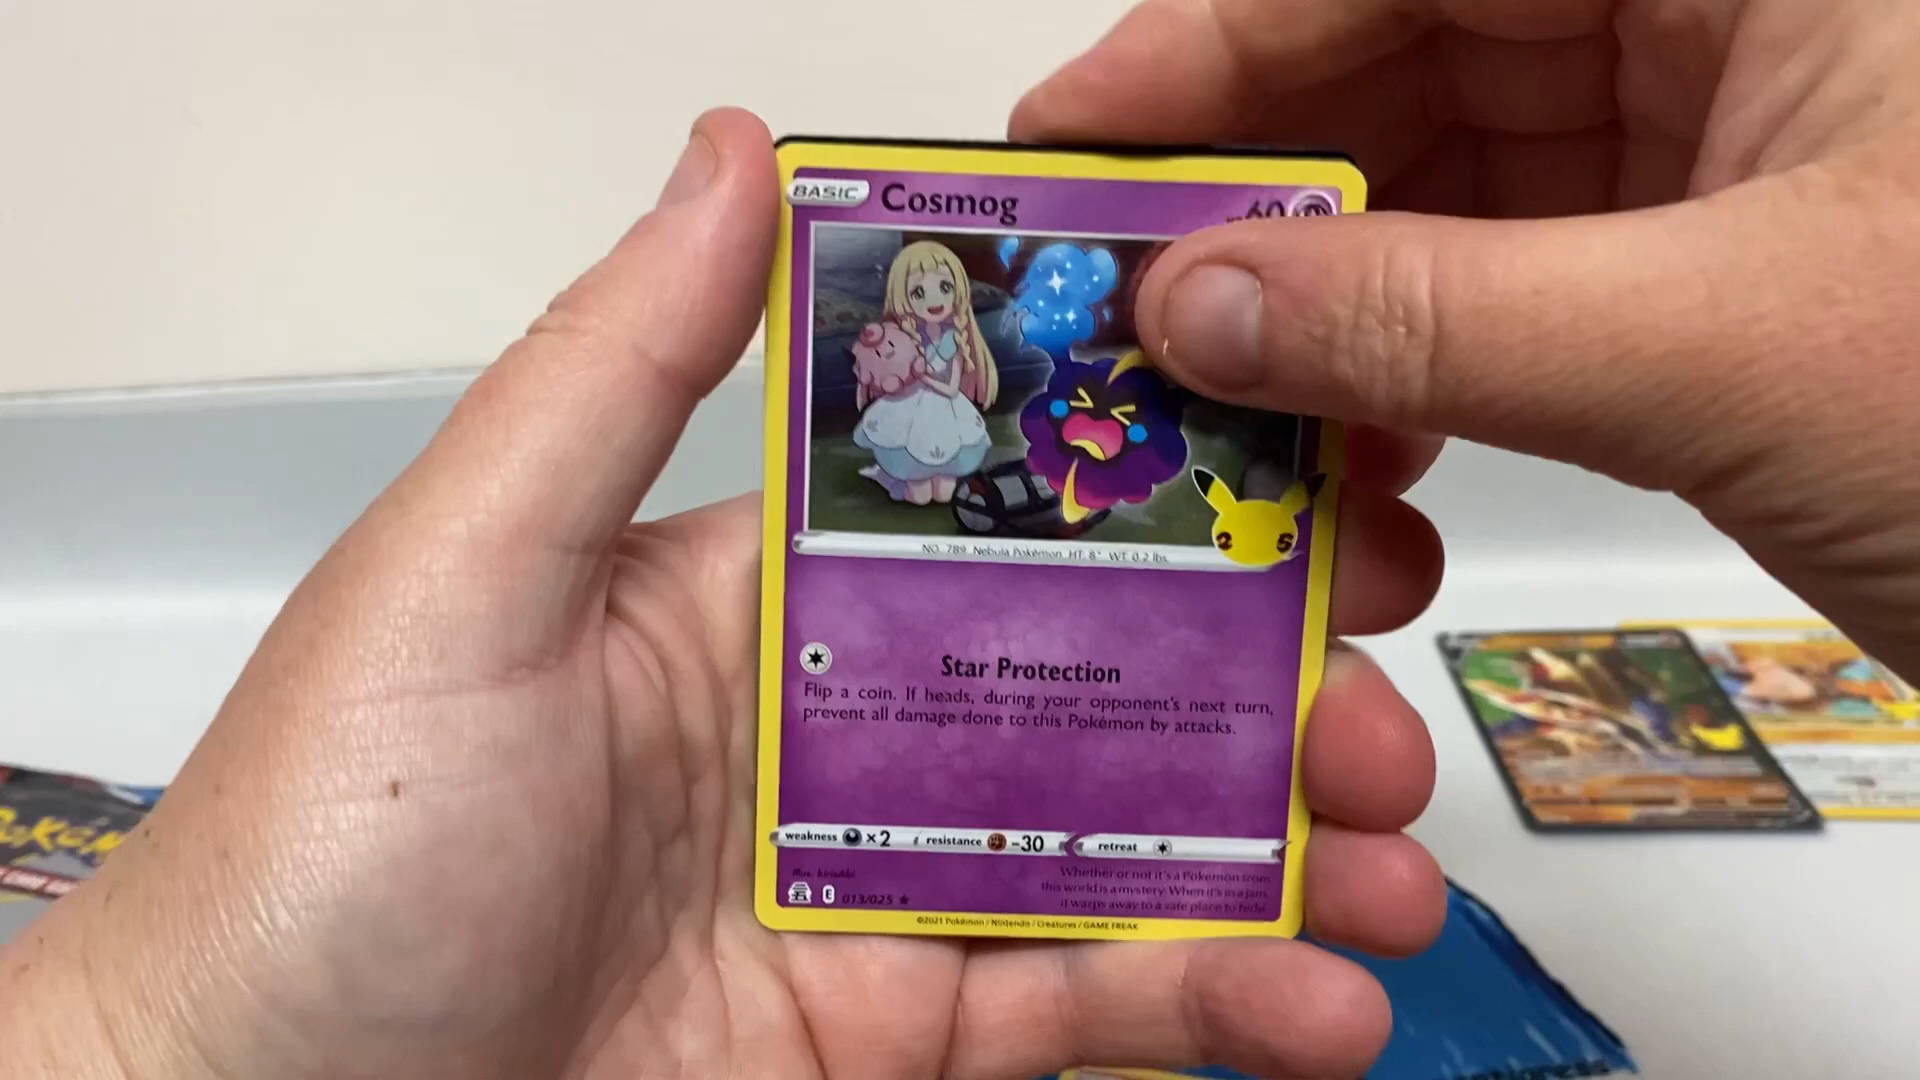 BASIC Cosmog 60
NO. 789 Nebula Pokémon HT: 8" WT: 0.2 lbs.
2 5
Star Protection
Flip a coin. If heads, during your opponent's next turn,
prevent all damage done to this Pokémon by attacks.
weakness ×2 resistance -30 retreat
Illus. kirisAki
Whether or not it's a Pokémon from
this world is a mystery. When it's in a jam,
it warps away to a safe place to hide.
E 013/025 ★
©2021 Pokémon / Nintendo / Creatures / GAME FREAK